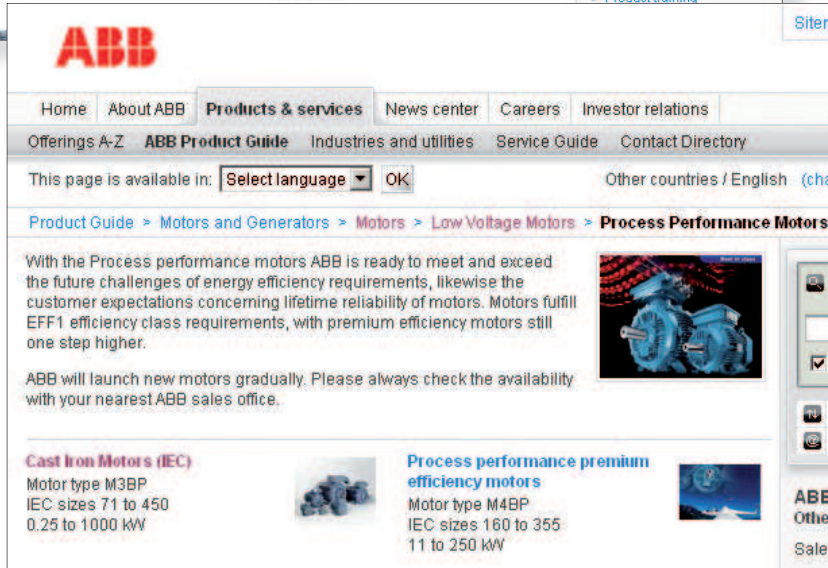 Product training
Siter
ABB
Home About ABB Products & services News center Careers Investor relations
Offerings A-Z ABB Product Guide Industries and utilities Service Guide Contact Directory
This page is available in: Select language OK Other countries / English (cha
Product Guide > Motors and Generators > Motors > Low Voltage Motors > Process Performance Motors
With the Process performance motors ABB is ready to meet and exceed
the future challenges of energy efficiency requirements, likewise the
customer expectations concerning lifetime reliability of motors. Motors fulfill
EFF1 efficiency class requirements, with premium efficiency motors still
one step higher.
ABB will launch new motors gradually. Please always check the availability
with your nearest ABB sales office.
Best in class
Cast Iron Motors (IEC)
Motor type M3BP
IEC sizes 71 to 450
0.25 to 1000 kW
Process performance premium
efficiency motors
Motor type M4BP
IEC sizes 160 to 355
11 to 250 kW
ABB
Othe
Sale